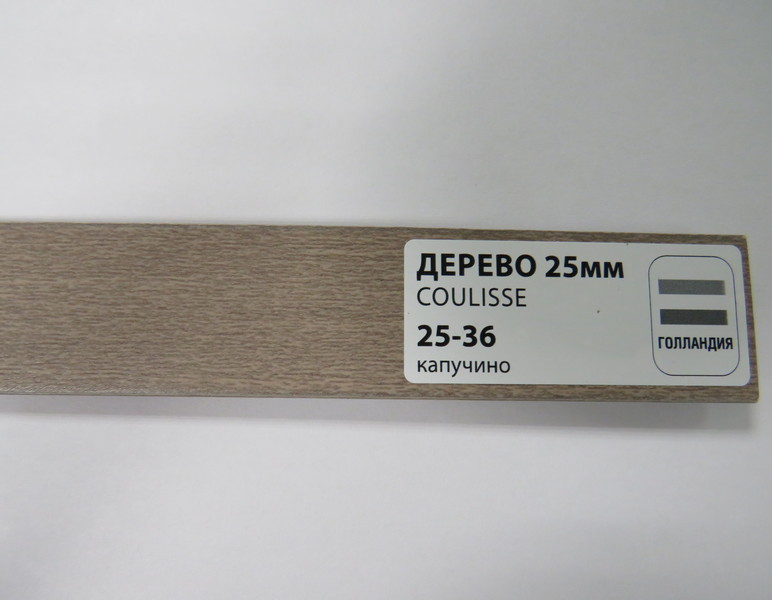 ДЕРЕВО 25мм
COULISSE
25-36
капучино
ГОЛЛАНДИЯ